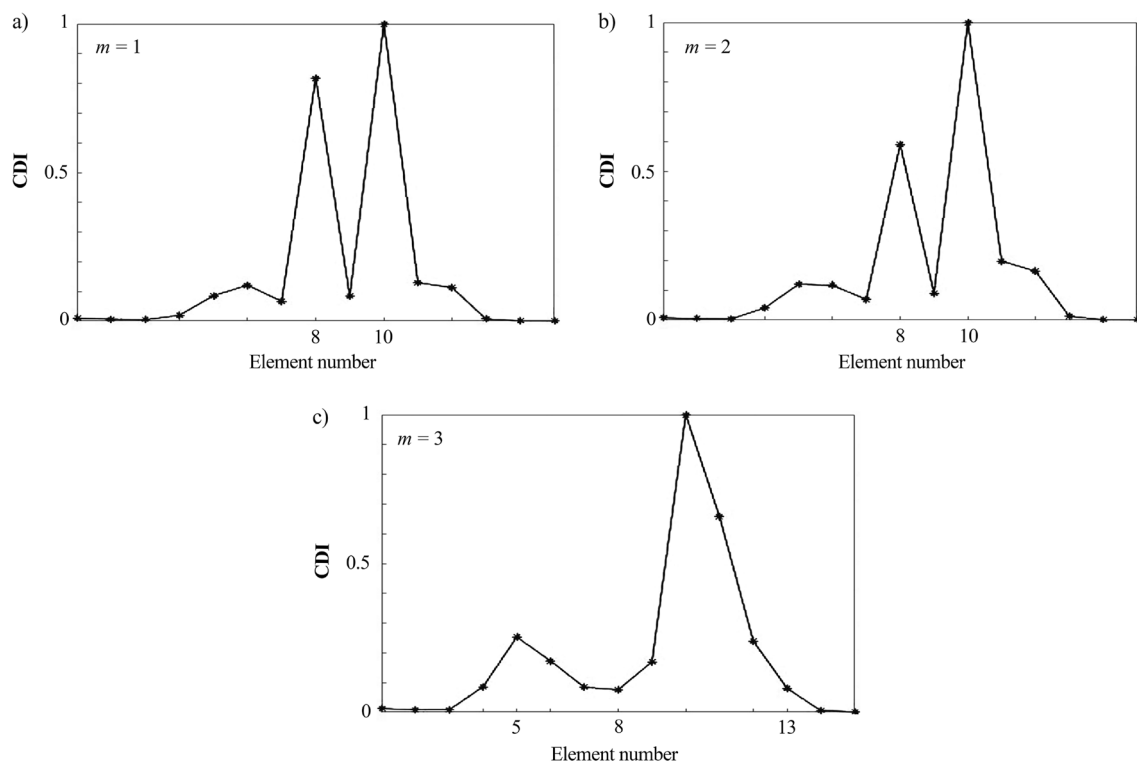 a)
m = 1
1
0.5
0
CDI
8 10
Element number
b)
m = 2
1
0.5
0
CDI
8 10
Element number
c)
m = 3
1
0.5
0
CDI
5 8 13
Element number